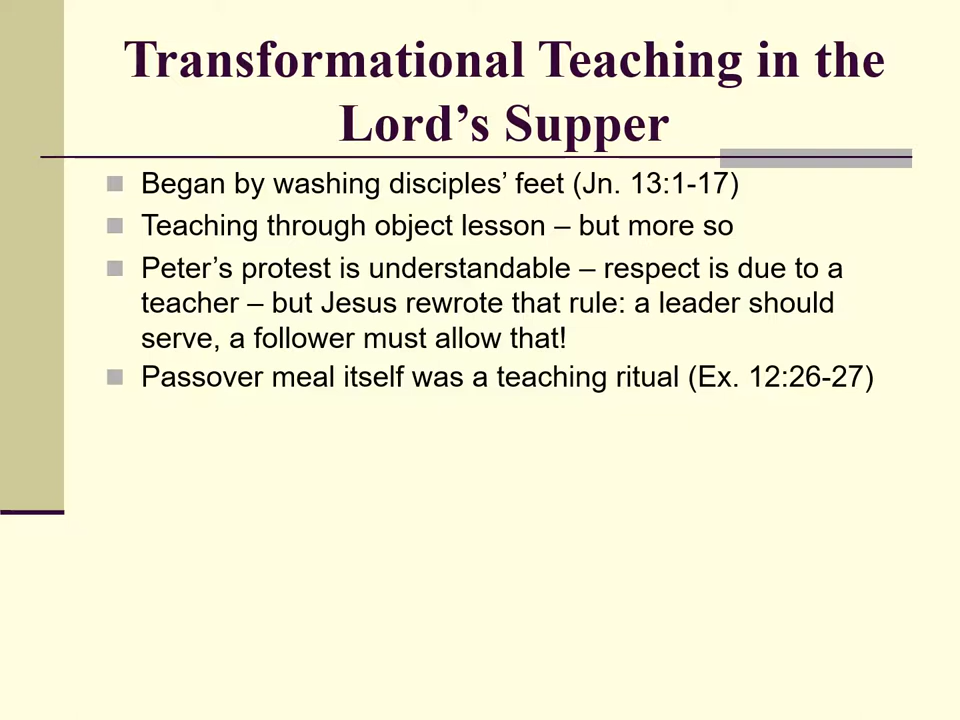 Transformational Teaching in the
Lord’s Supper
Began by washing disciples’ feet (Jn. 13:1-17)
Teaching through object lesson – but more so
Peter’s protest is understandable – respect is due to a
teacher – but Jesus rewrote that rule: a leader should
serve, a follower must allow that!
Passover meal itself was a teaching ritual (Ex. 12:26-27)